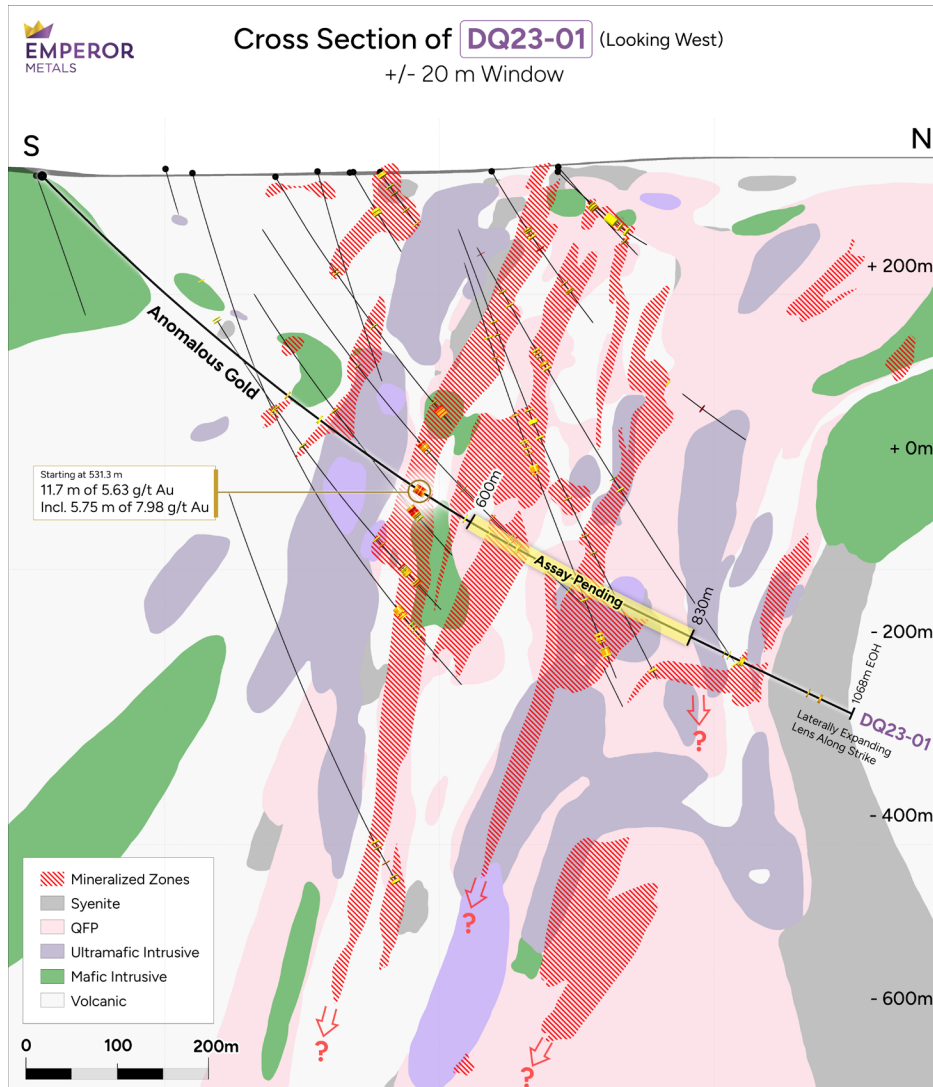 EMPEROR
METALS
Cross Section of DQ23-01 (Looking West)
+/- 20 m Window
S
N
+ 200m
Anomalous Gold
+ 0m
Starting at 531.3 m
11.7 m of 5.63 g/t Au
Incl. 5.75 m of 7.98 g/t Au
600m
Assay Pending
830m
- 200m
1068m EOH
DQ23-01
Laterally Expanding
Lens Along Strike
?
- 400m
?
Mineralized Zones
Syenite
QFP
Ultramafic Intrusive
Mafic Intrusive
Volcanic
- 600m
?
?
0
100
200m